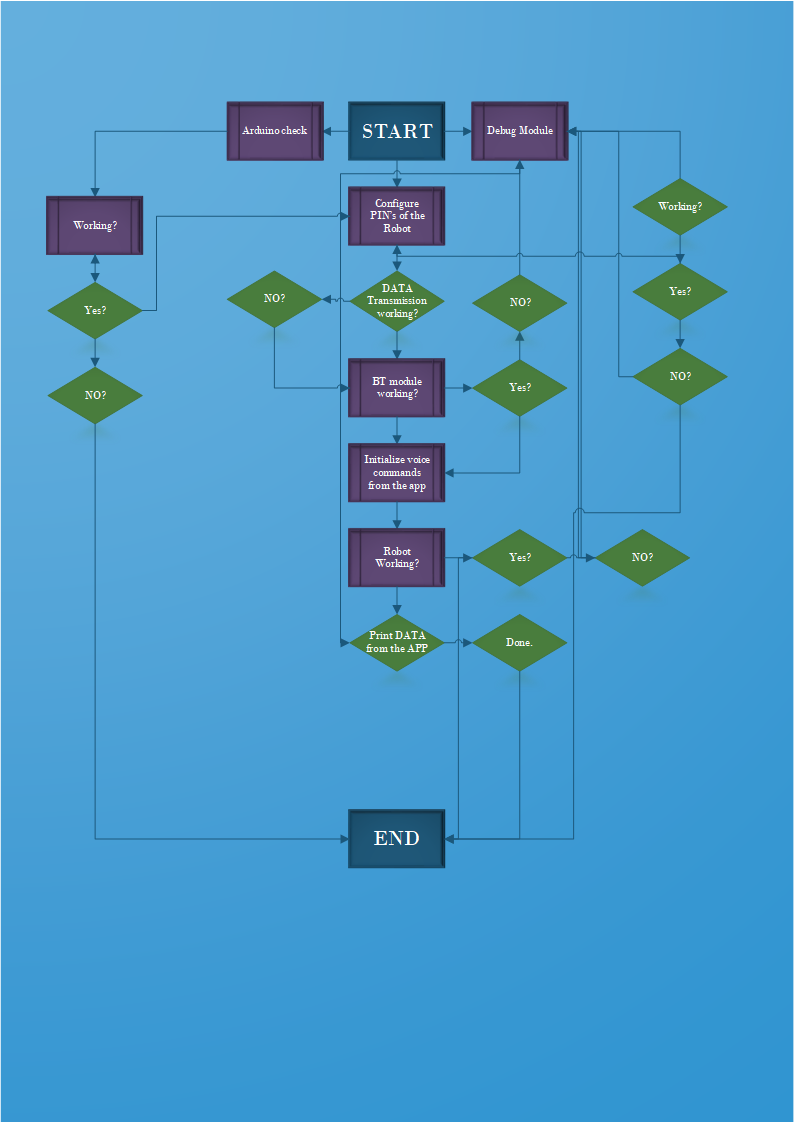 Arduino check
START
Debug Module
Configure
PIN's of the
Robot
Working?
Working?
Yes?
NO?
DATA
Transmission
working?
NO?
Yes?
NO?
BT module
working?
Yes?
NO?
Initialize voice
commands
from the app
Robot
Working?
Yes?
NO?
Print DATA
from the APP
Done.
END